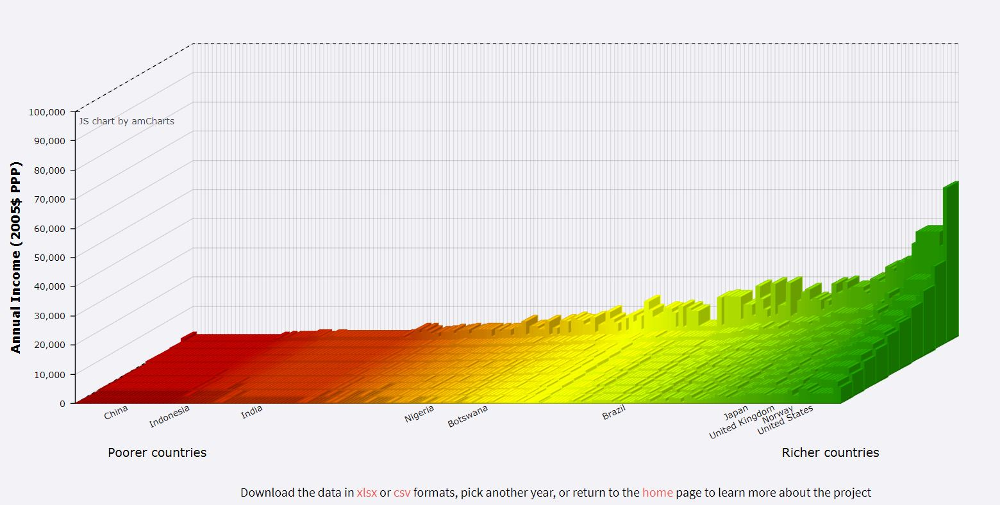 100,000
JS chart by amCharts
90,000
80,000
70,000
60,000
50,000
40,000
30,000
20,000
10,000
0
Annual Income (2005$ PPP)
China
Indonesia
India
Nigeria
Botswana
Brazil
Japan
United Kingdom
Norway
United States
Poorer countries
Richer countries
Download the data in xlsx or csv formats, pick another year, or return to the home page to learn more about the project